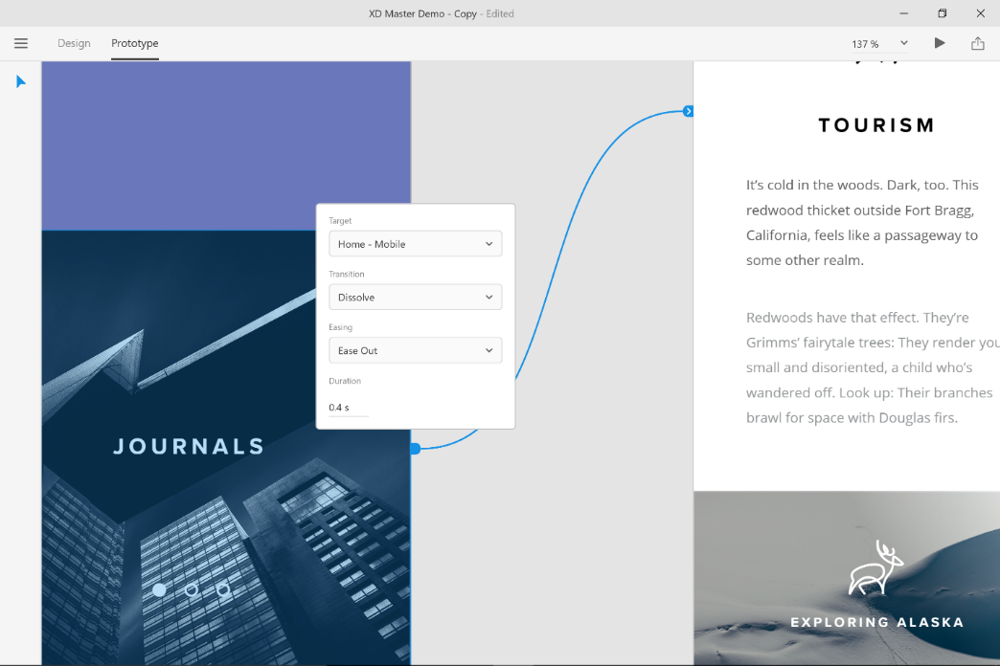 XD Master Demo - Copy - Edited
Design
Prototype
137 %
TOURISM
It’s cold in the woods. Dark, too. This
redwood thicket outside Fort Bragg,
California, feels like a passageway to
some other realm.
Target
Home - Mobile
Transition
Dissolve
Easing
Ease Out
Duration
0.4 s
Redwoods have that effect. They’re
Grimms’ fairytale trees: They render you
small and disoriented, a child who’s
wandered off. Look up: Their branches
brawl for space with Douglas firs.
JOURNALS
EXPLORING ALASKA